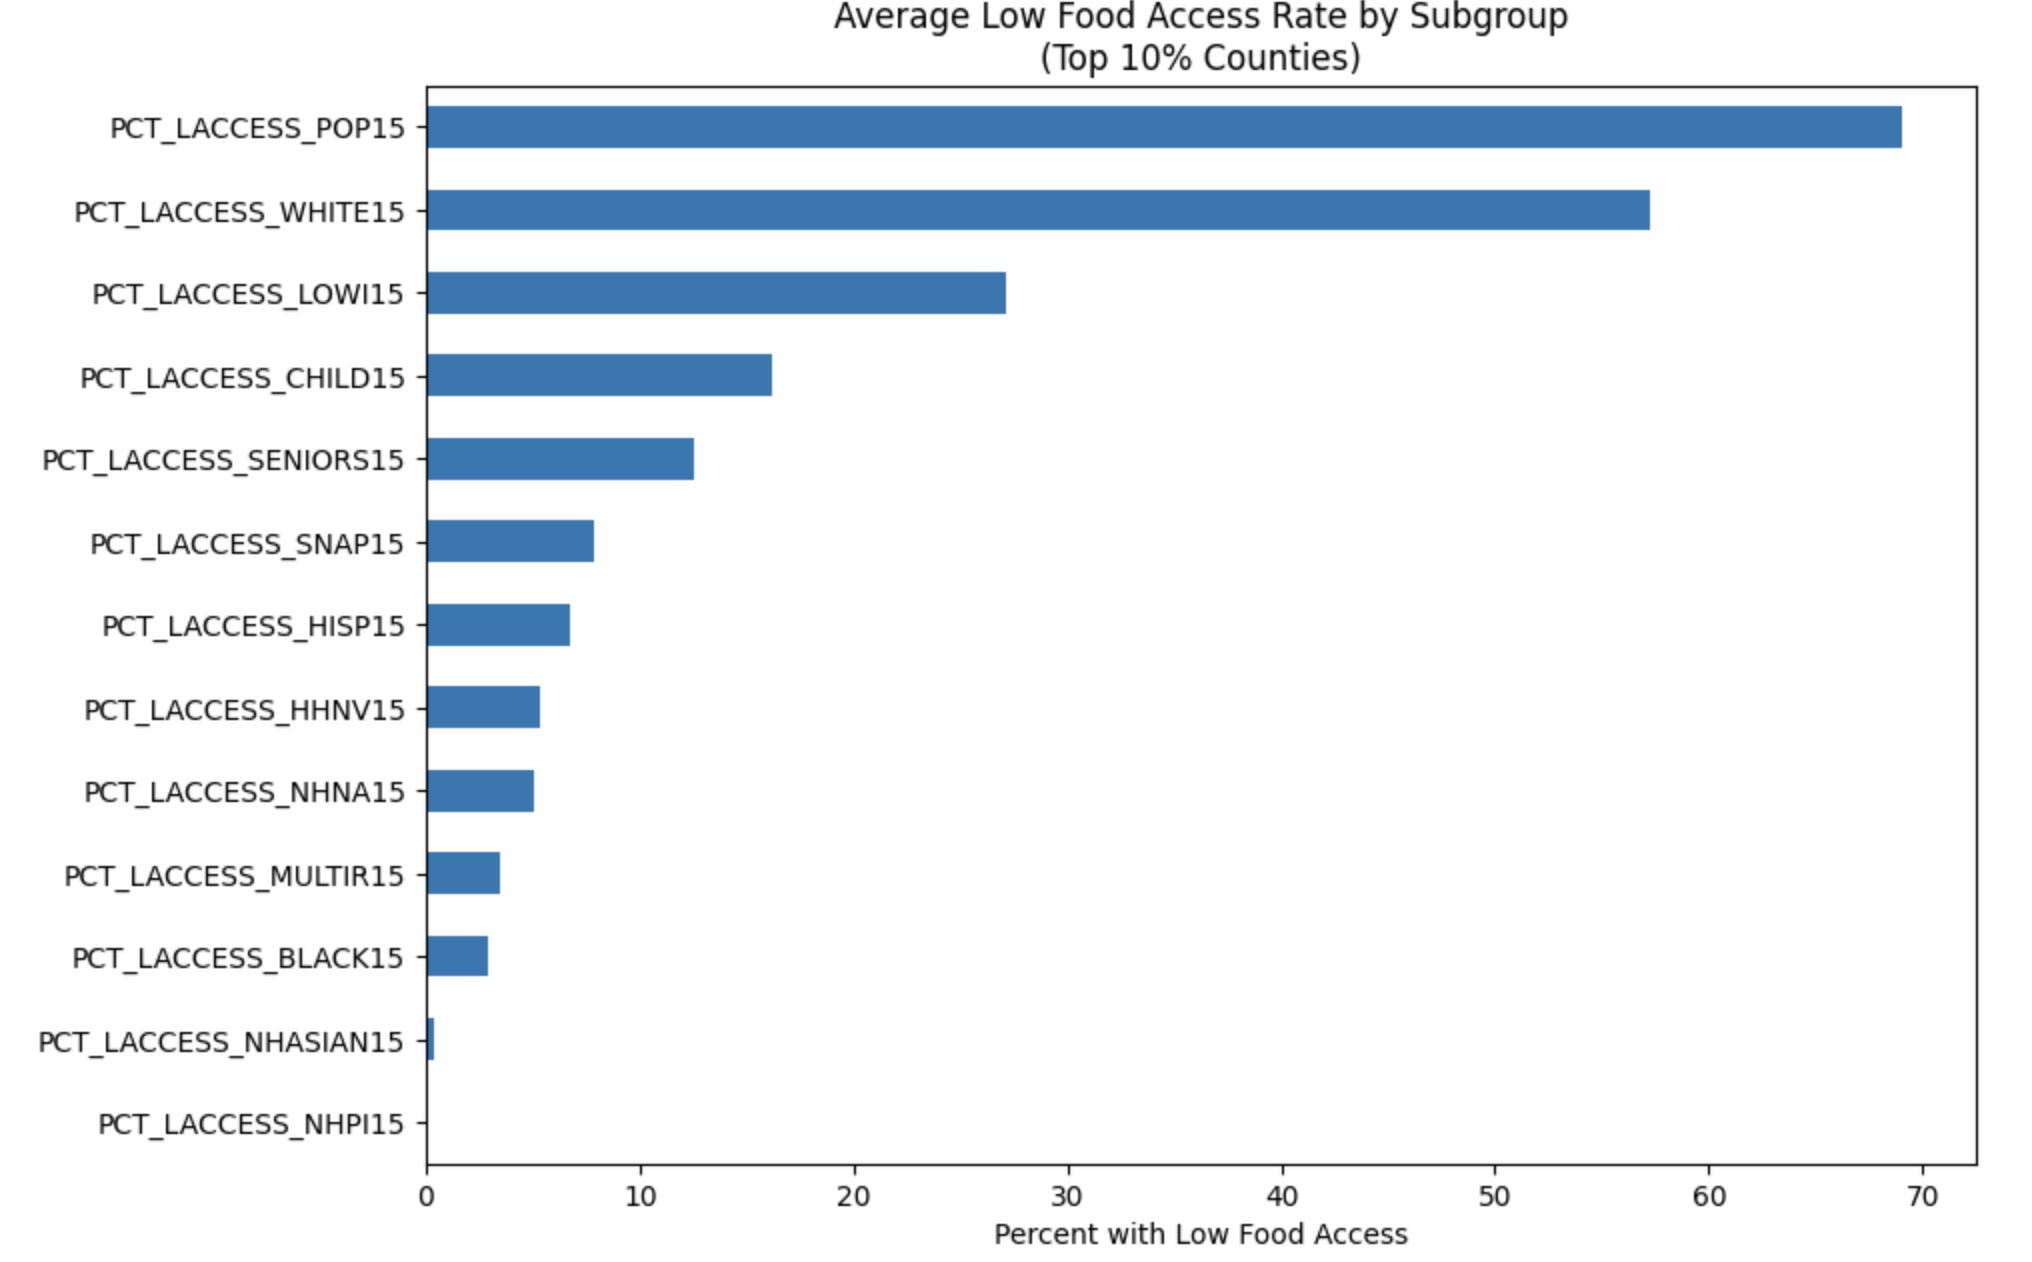 Average Low Food Access Rate by Subgroup
(Top 10% Counties)
PCT_LACCESS_POP15
PCT_LACCESS_WHITE15
PCT_LACCESS_LOWI15
PCT_LACCESS_CHILD15
PCT_LACCESS_SENIORS15
PCT_LACCESS_SNAP15
PCT_LACCESS_HISP15
PCT_LACCESS_HHNV15
PCT_LACCESS_NHNA15
PCT_LACCESS_MULTIR15
PCT_LACCESS_BLACK15
PCT_LACCESS_NHASIAN15
PCT_LACCESS_NHPI15
0 10 20 30 40 50 60 70
Percent with Low Food Access